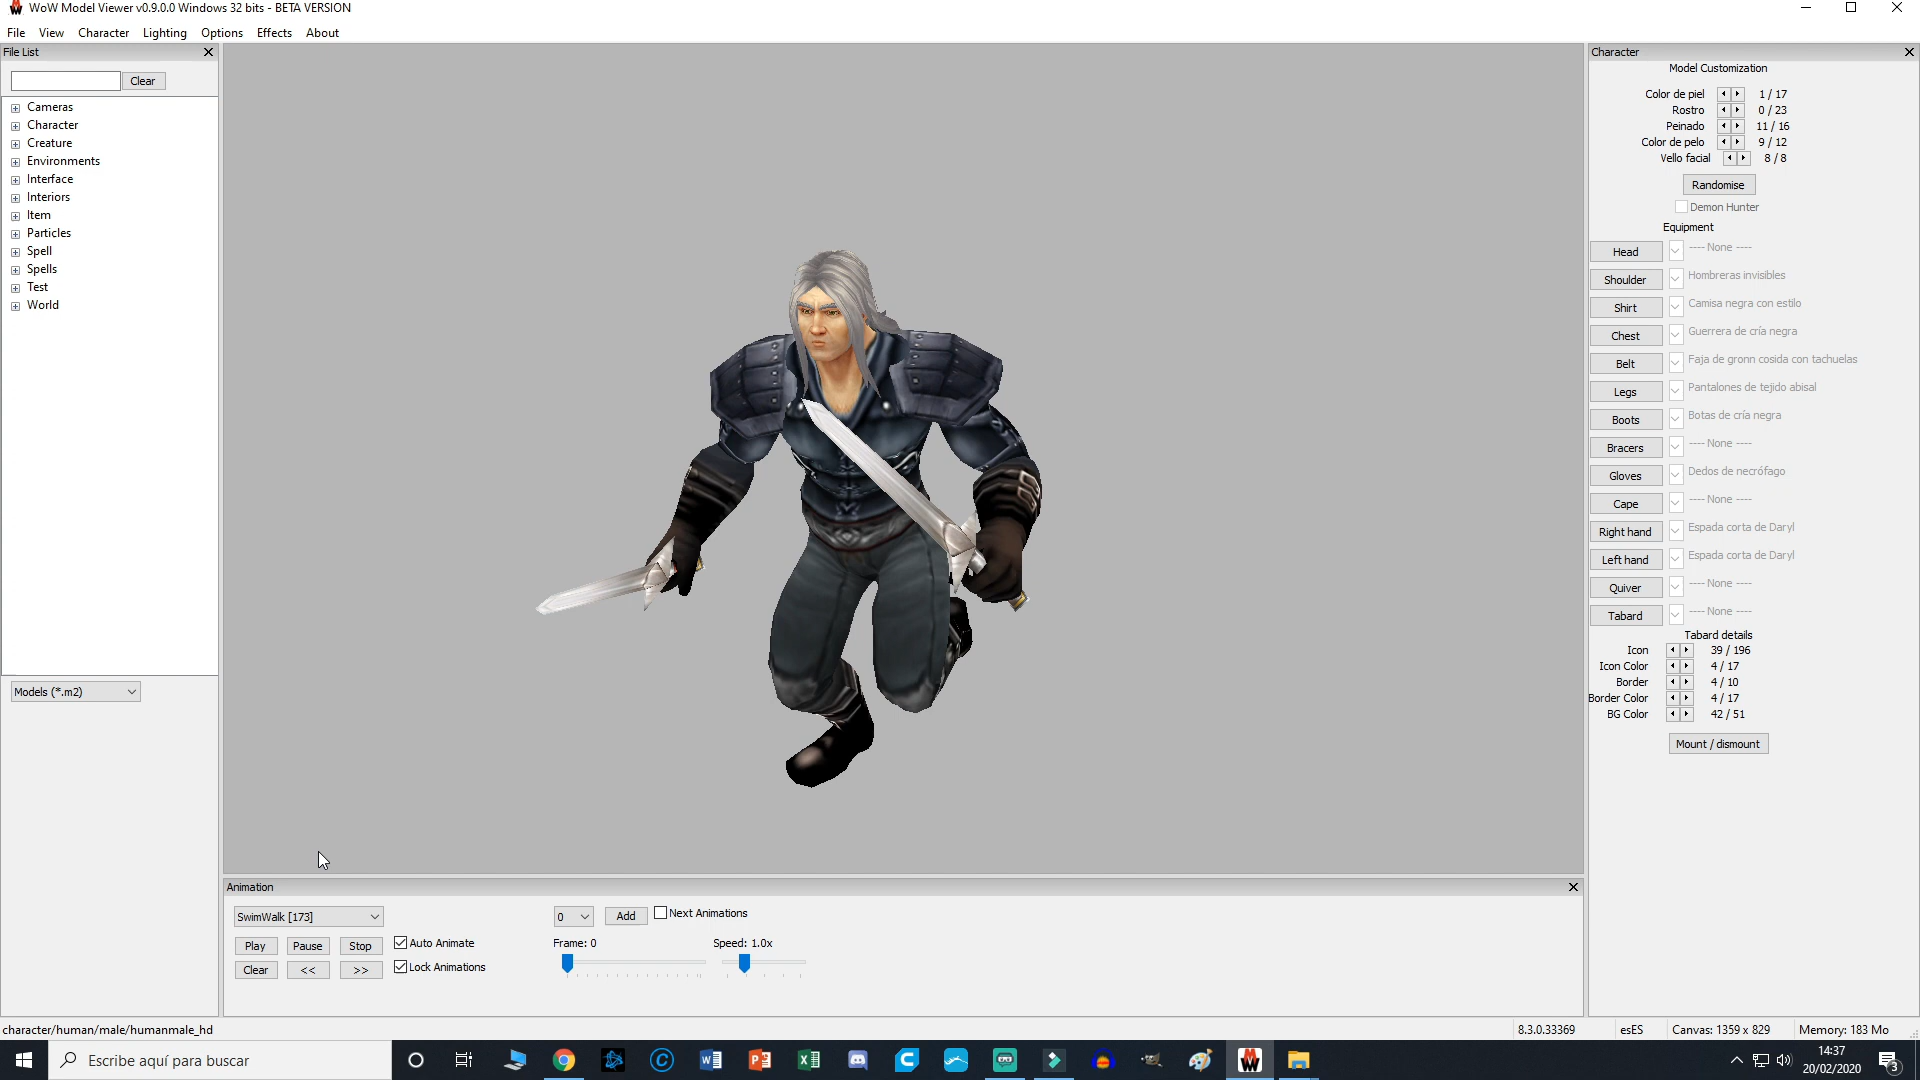 WoW Model Viewer v0.9.0.0 Windows 32 bits - BETA VERSION
File View Character Lighting Options Effects About
File List
Clear
Cameras
Character
Creature
Environments
Interface
Interiors
Item
Particles
Spell
Spells
Test
World
Models (*.m2)
Animation
SwimWalk [173]
0
Add
Next Animations
Play
Pause
Stop
Auto Animate
Frame: 0
Speed: 1.0x
Clear
<<
>>
Lock Animations
Character
Model Customization
Color de piel 1 / 17
Rostro 0 / 23
Peinado 11 / 16
Color de pelo 9 / 12
Vello facial 8 / 8
Randomise
Demon Hunter
Equipment
Head ---- None ----
Shoulder Hombreras invisibles
Shirt Camisa negra con estilo
Chest Guerrera de cría negra
Belt Faja de gronn cosida con tachuelas
Legs Pantalones de tejido abisal
Boots Botas de cría negra
Bracers ---- None ----
Gloves Dedos de necrófago
Cape ---- None ----
Right hand Espada corta de Daryl
Left hand Espada corta de Daryl
Quiver ---- None ----
Tabard ---- None ----
Tabard details
Icon 39 / 196
Icon Color 4 / 17
Border 4 / 10
Border Color 4 / 17
BG Color 42 / 51
Mount / dismount
character/human/male/humanmale_hd
8.3.0.33369
esES
Canvas: 1359 x 829
Memory: 183 Mo
Escribe aquí para buscar
14:37
20/02/2020
3